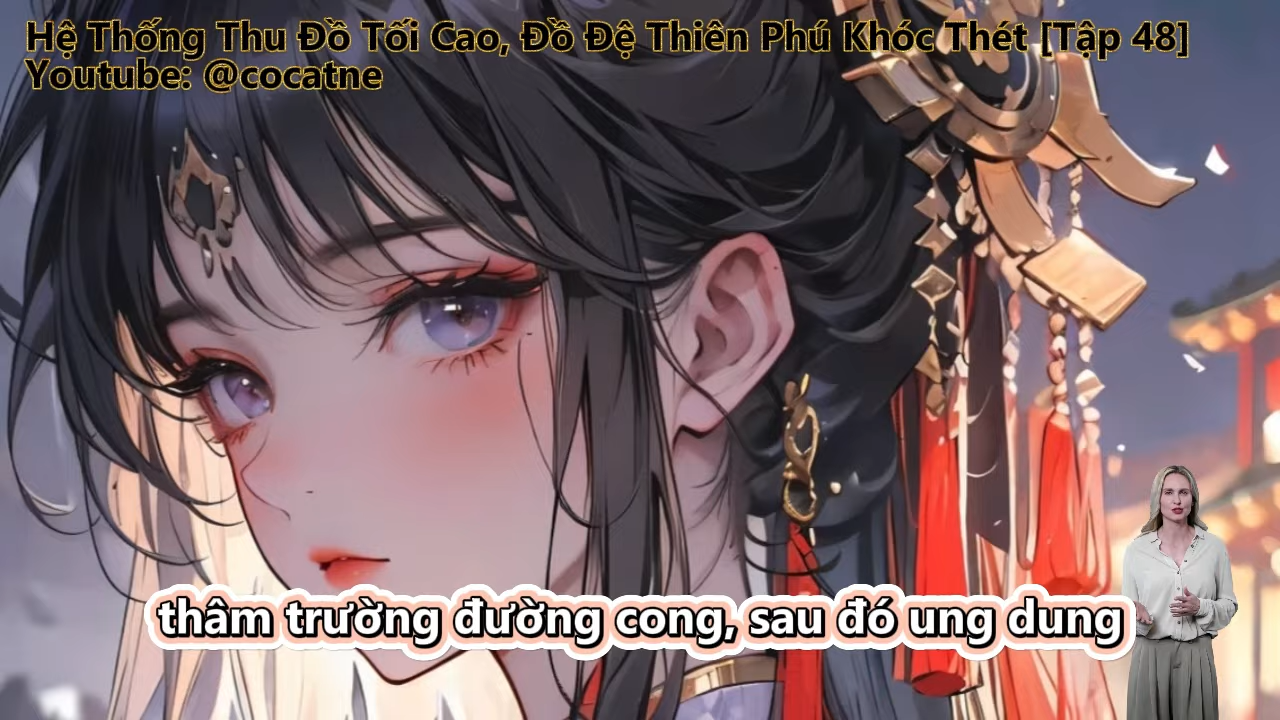 Hệ Thống Thu Đồ Tối Cao, Đồ Đệ Thiên Phú Khóc Thét [Tập 48]
Youtube: @cocatne
thâm trường đường cong, sau đó ung dung